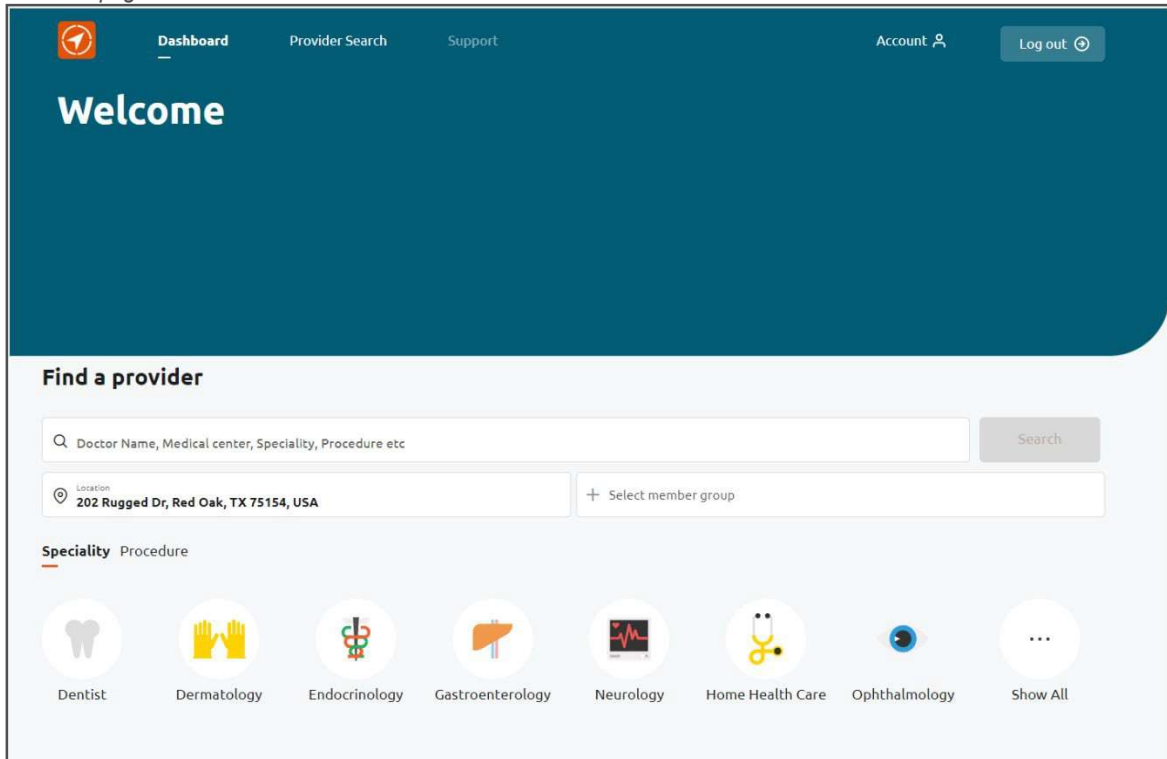 Dashboard Provider Search Support Account Log out
Welcome
Find a provider
Doctor Name, Medical center, Speciality, Procedure etc Search
Location
202 Rugged Dr, Red Oak, TX 75154, USA + Select member group
Speciality Procedure
Dentist Dermatology Endocrinology Gastroenterology Neurology Home Health Care Ophthalmology Show All